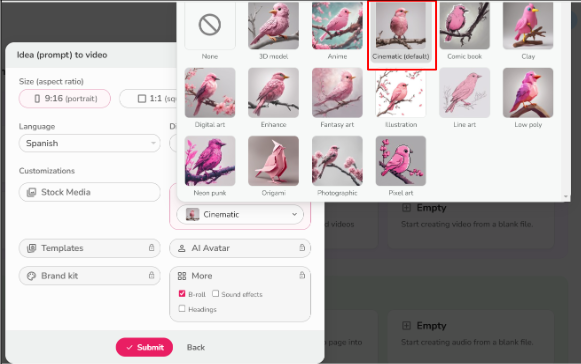 None
3D model
Anime
Cinematic (default)
Comic book
Clay
Digital art
Enhance
Fantasy art
Illustration
Line art
Low poly
Neon punk
Origami
Photographic
Pixel art
Idea (prompt) to video
Size (aspect ratio)
9:16 (portrait)
1:1 (squ
Language
Spanish
Customizations
Stock Media
Cinematic
Templates
AI Avatar
Brand kit
More
B-roll
Sound effects
Headings
Submit
Back
d videos.
Empty
Start creating video from a blank file.
page into
Empty
Start creating audio from a blank file.